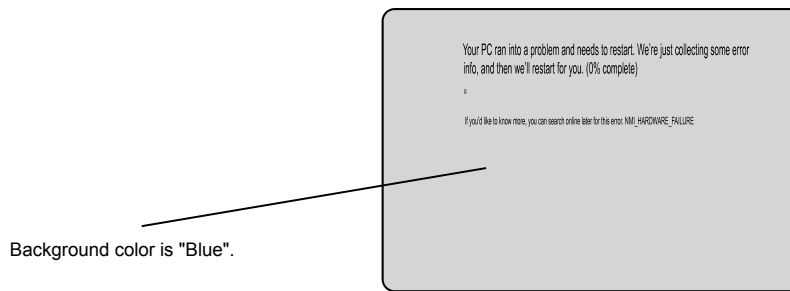 Your PC ran into a problem and needs to restart. We're just collecting some error
info, and then we'll restart for you. (0% complete)
If you'd like to know more, you can search online later for this error: NMI_HARDWARE_FAILURE
Background color is "Blue".